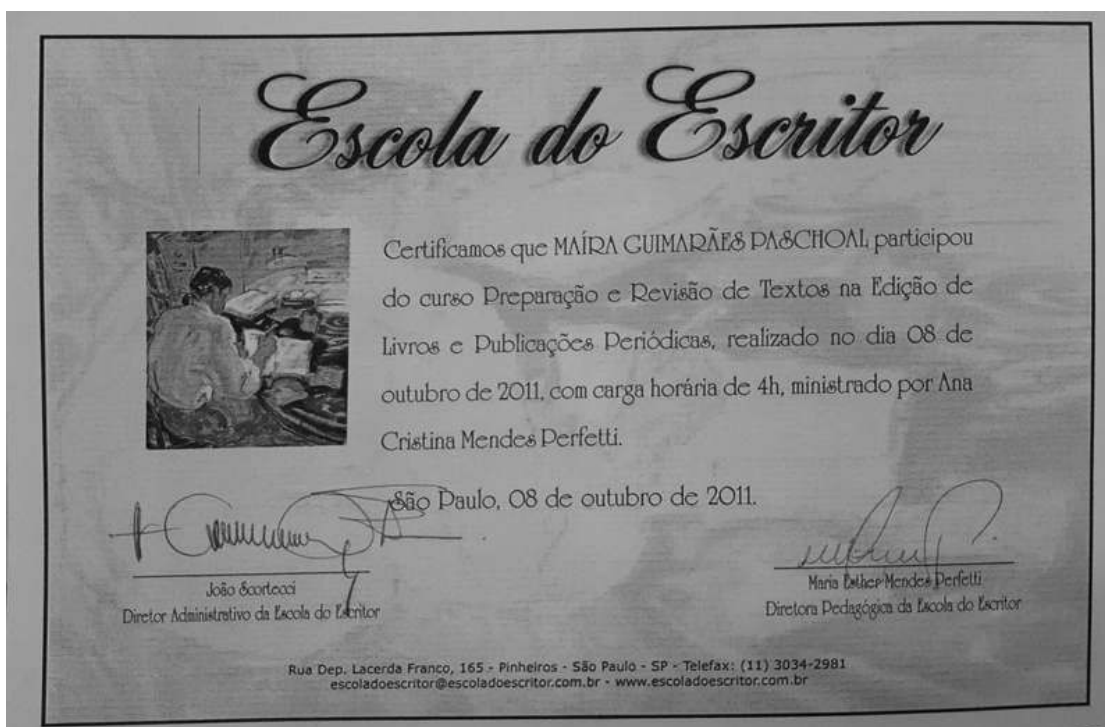 Escola do Escritor
Certificamos que MAÍRA GUIMARÃES PASCHOAL participou
do curso Preparação e Revisão de Textos na Edição de
Livros e Publicações Periódicas, realizado no dia 08 de
outubro de 2011, com carga horária de 4h, ministrado por Ana
Cristina Mendes Perfetti.
São Paulo, 08 de outubro de 2011.
João Scortecci
Diretor Administrativo da Escola do Escritor
Maria Esther Mendes Perfetti
Diretora Pedagógica da Escola do Escritor
Rua Dep. Lacerda Franco, 165 - Pinheiros - São Paulo - SP - Telefax: (11) 3034-2981
escoladoescritor@escoladoescritor.com.br - www.escoladoescritor.com.br